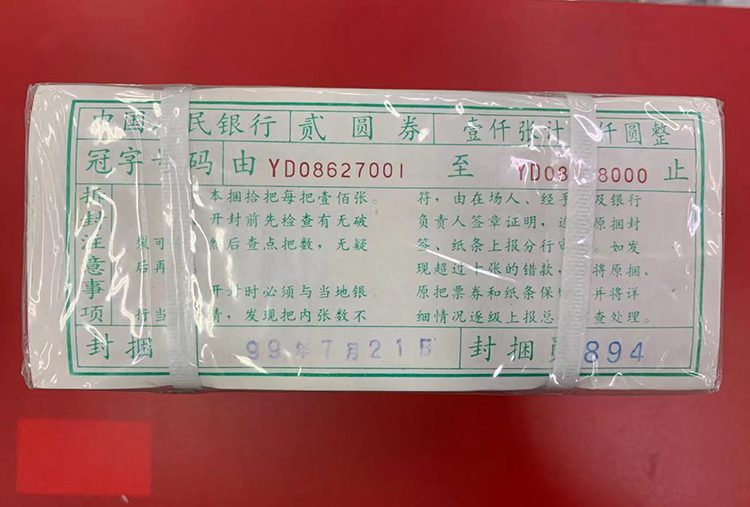 中国 民银行 贰圆券 壹仟张计 仟圆整
冠字号码 由 YD08627001 至 YD08 8000 止
拆封注意事项
本捆拾把每把壹佰张。
开封前先检查有无破
可 然后查点把数,无疑
后再
开封时必须与当地银
行当 情,发现把内张数不
符,由在场人、经手 及银行
负责人签章证明,连 原捆封
签、纸条上报分行 。如发
现超过十张的错款, 将原捆、
原把票券和纸条保 并将详
细情况逐级上报总 查处理。
封捆 99年7月21日 封捆员 894